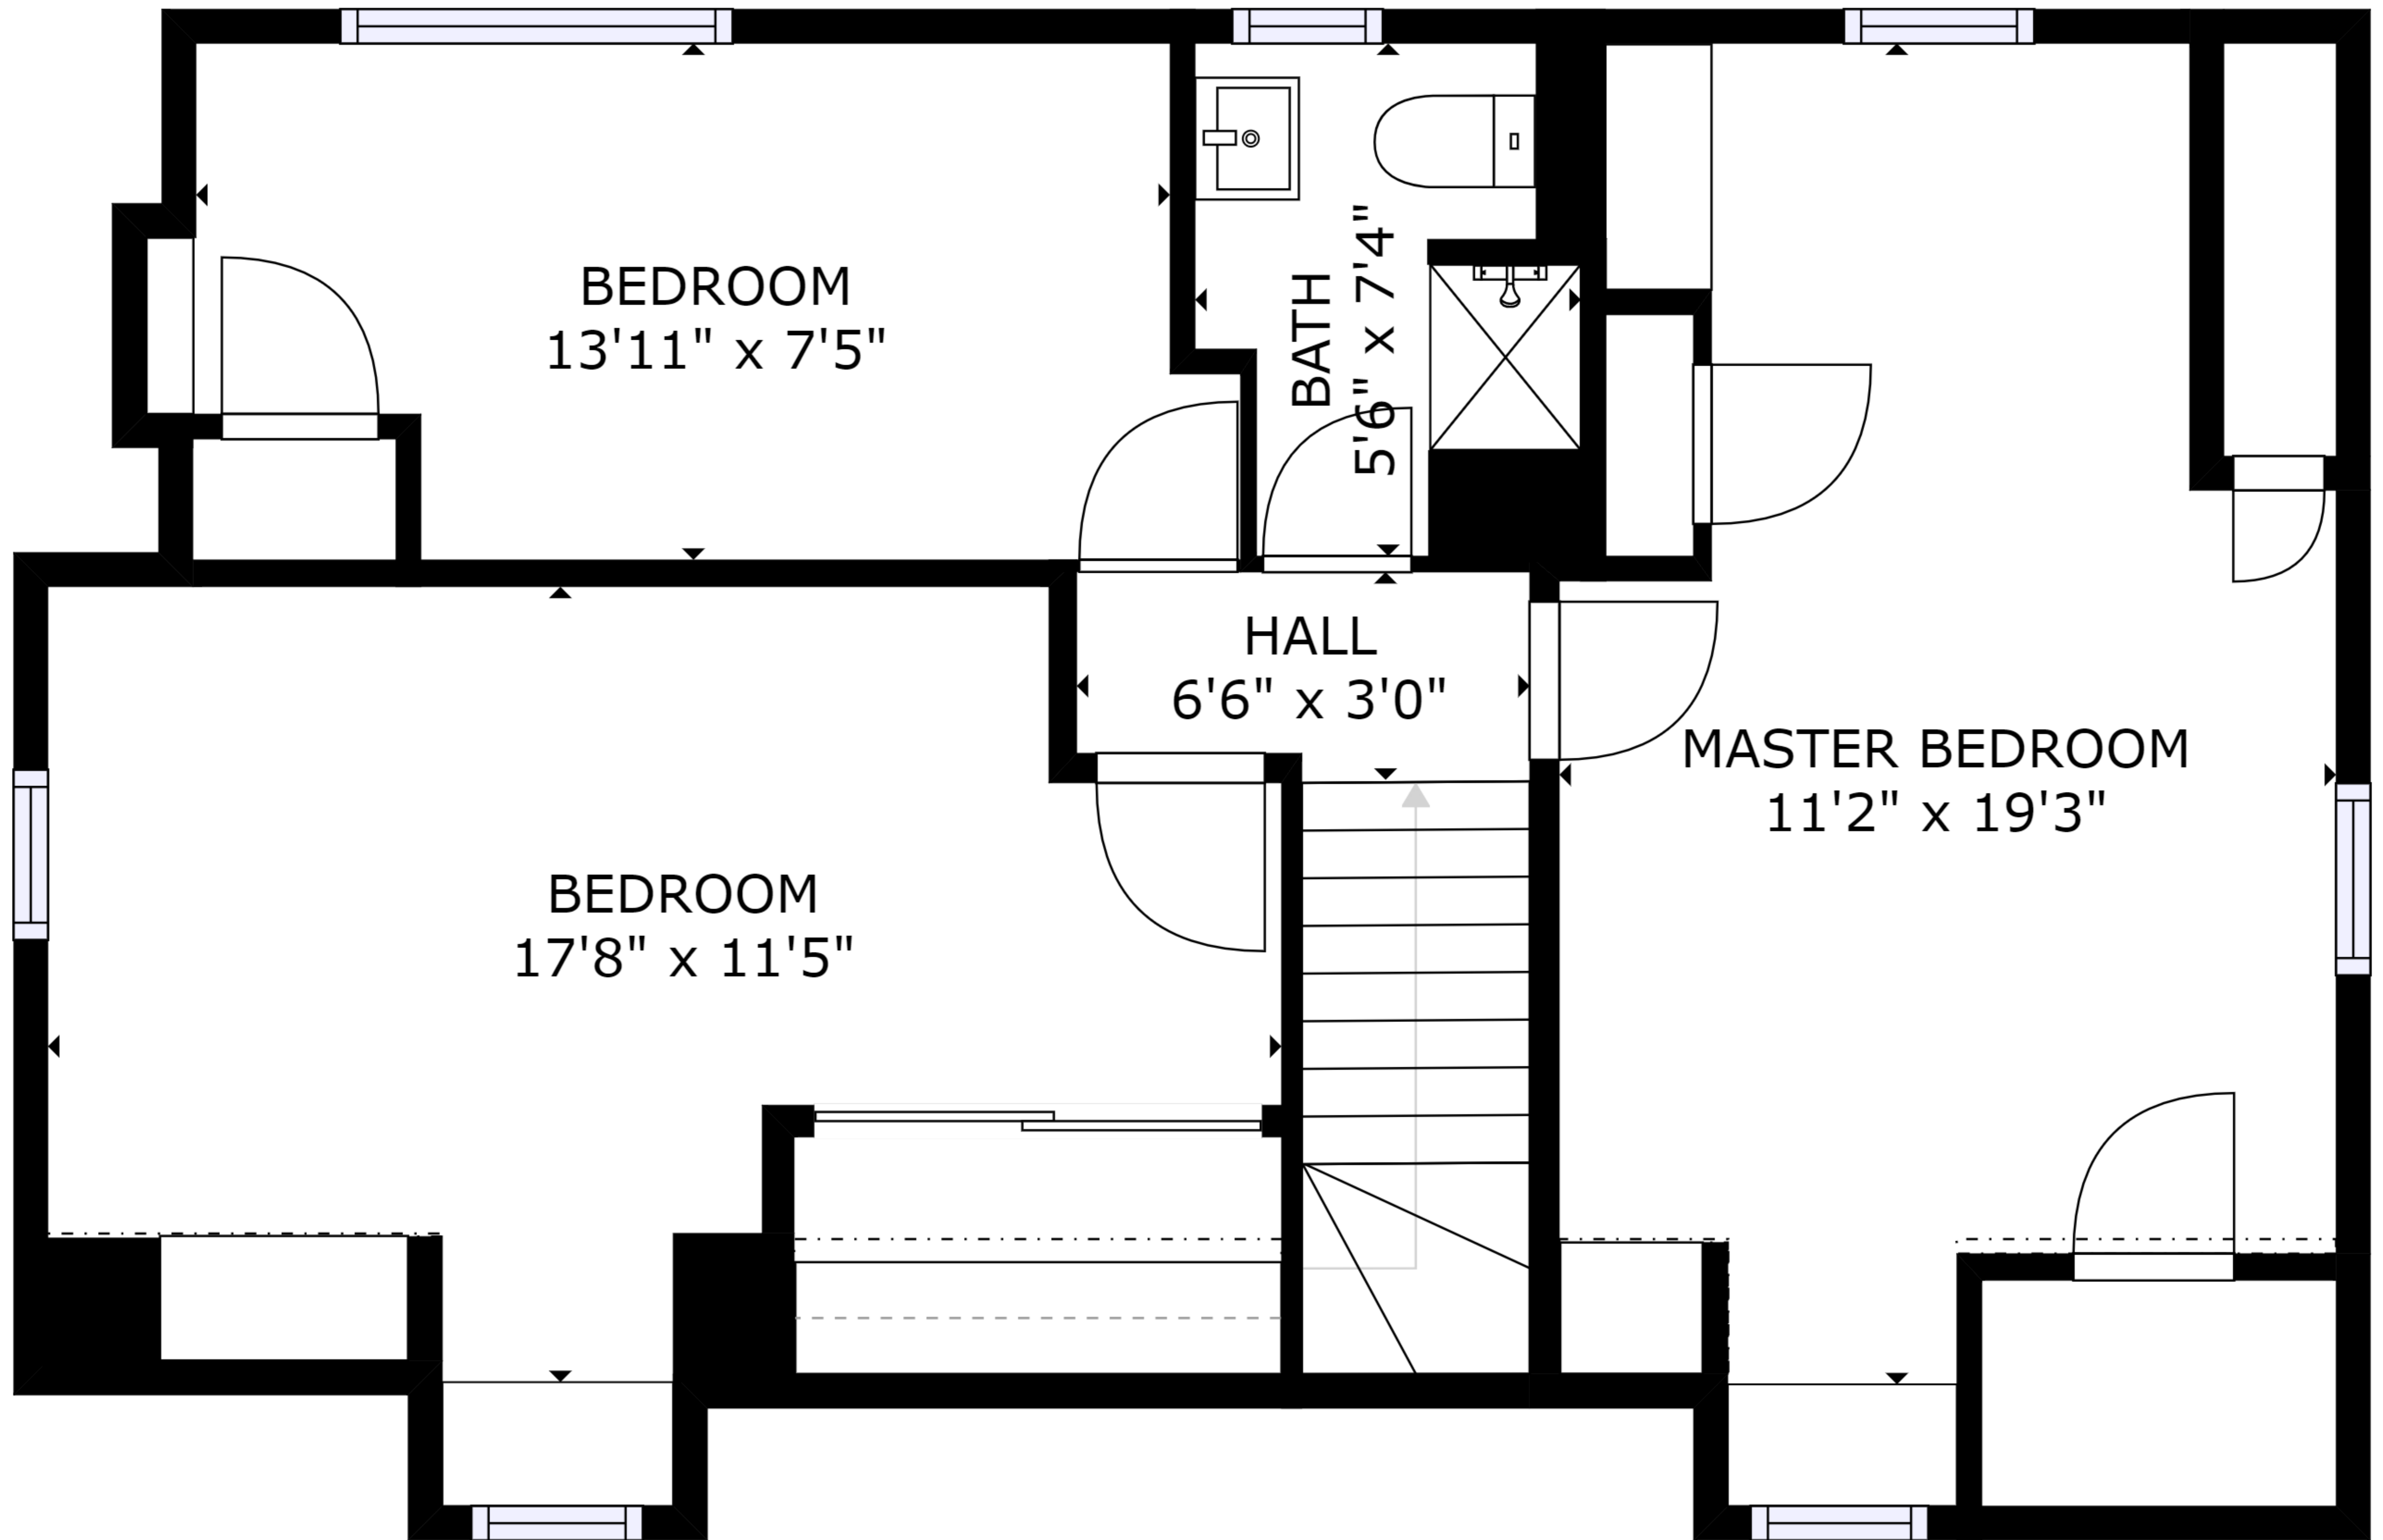 BEDROOM
13'11" x 7'5"
BATH
5'6" x 7'4"
HALL
6'6" x 3'0"
MASTER BEDROOM
11'2" x 19'3"
BEDROOM
17'8" x 11'5"